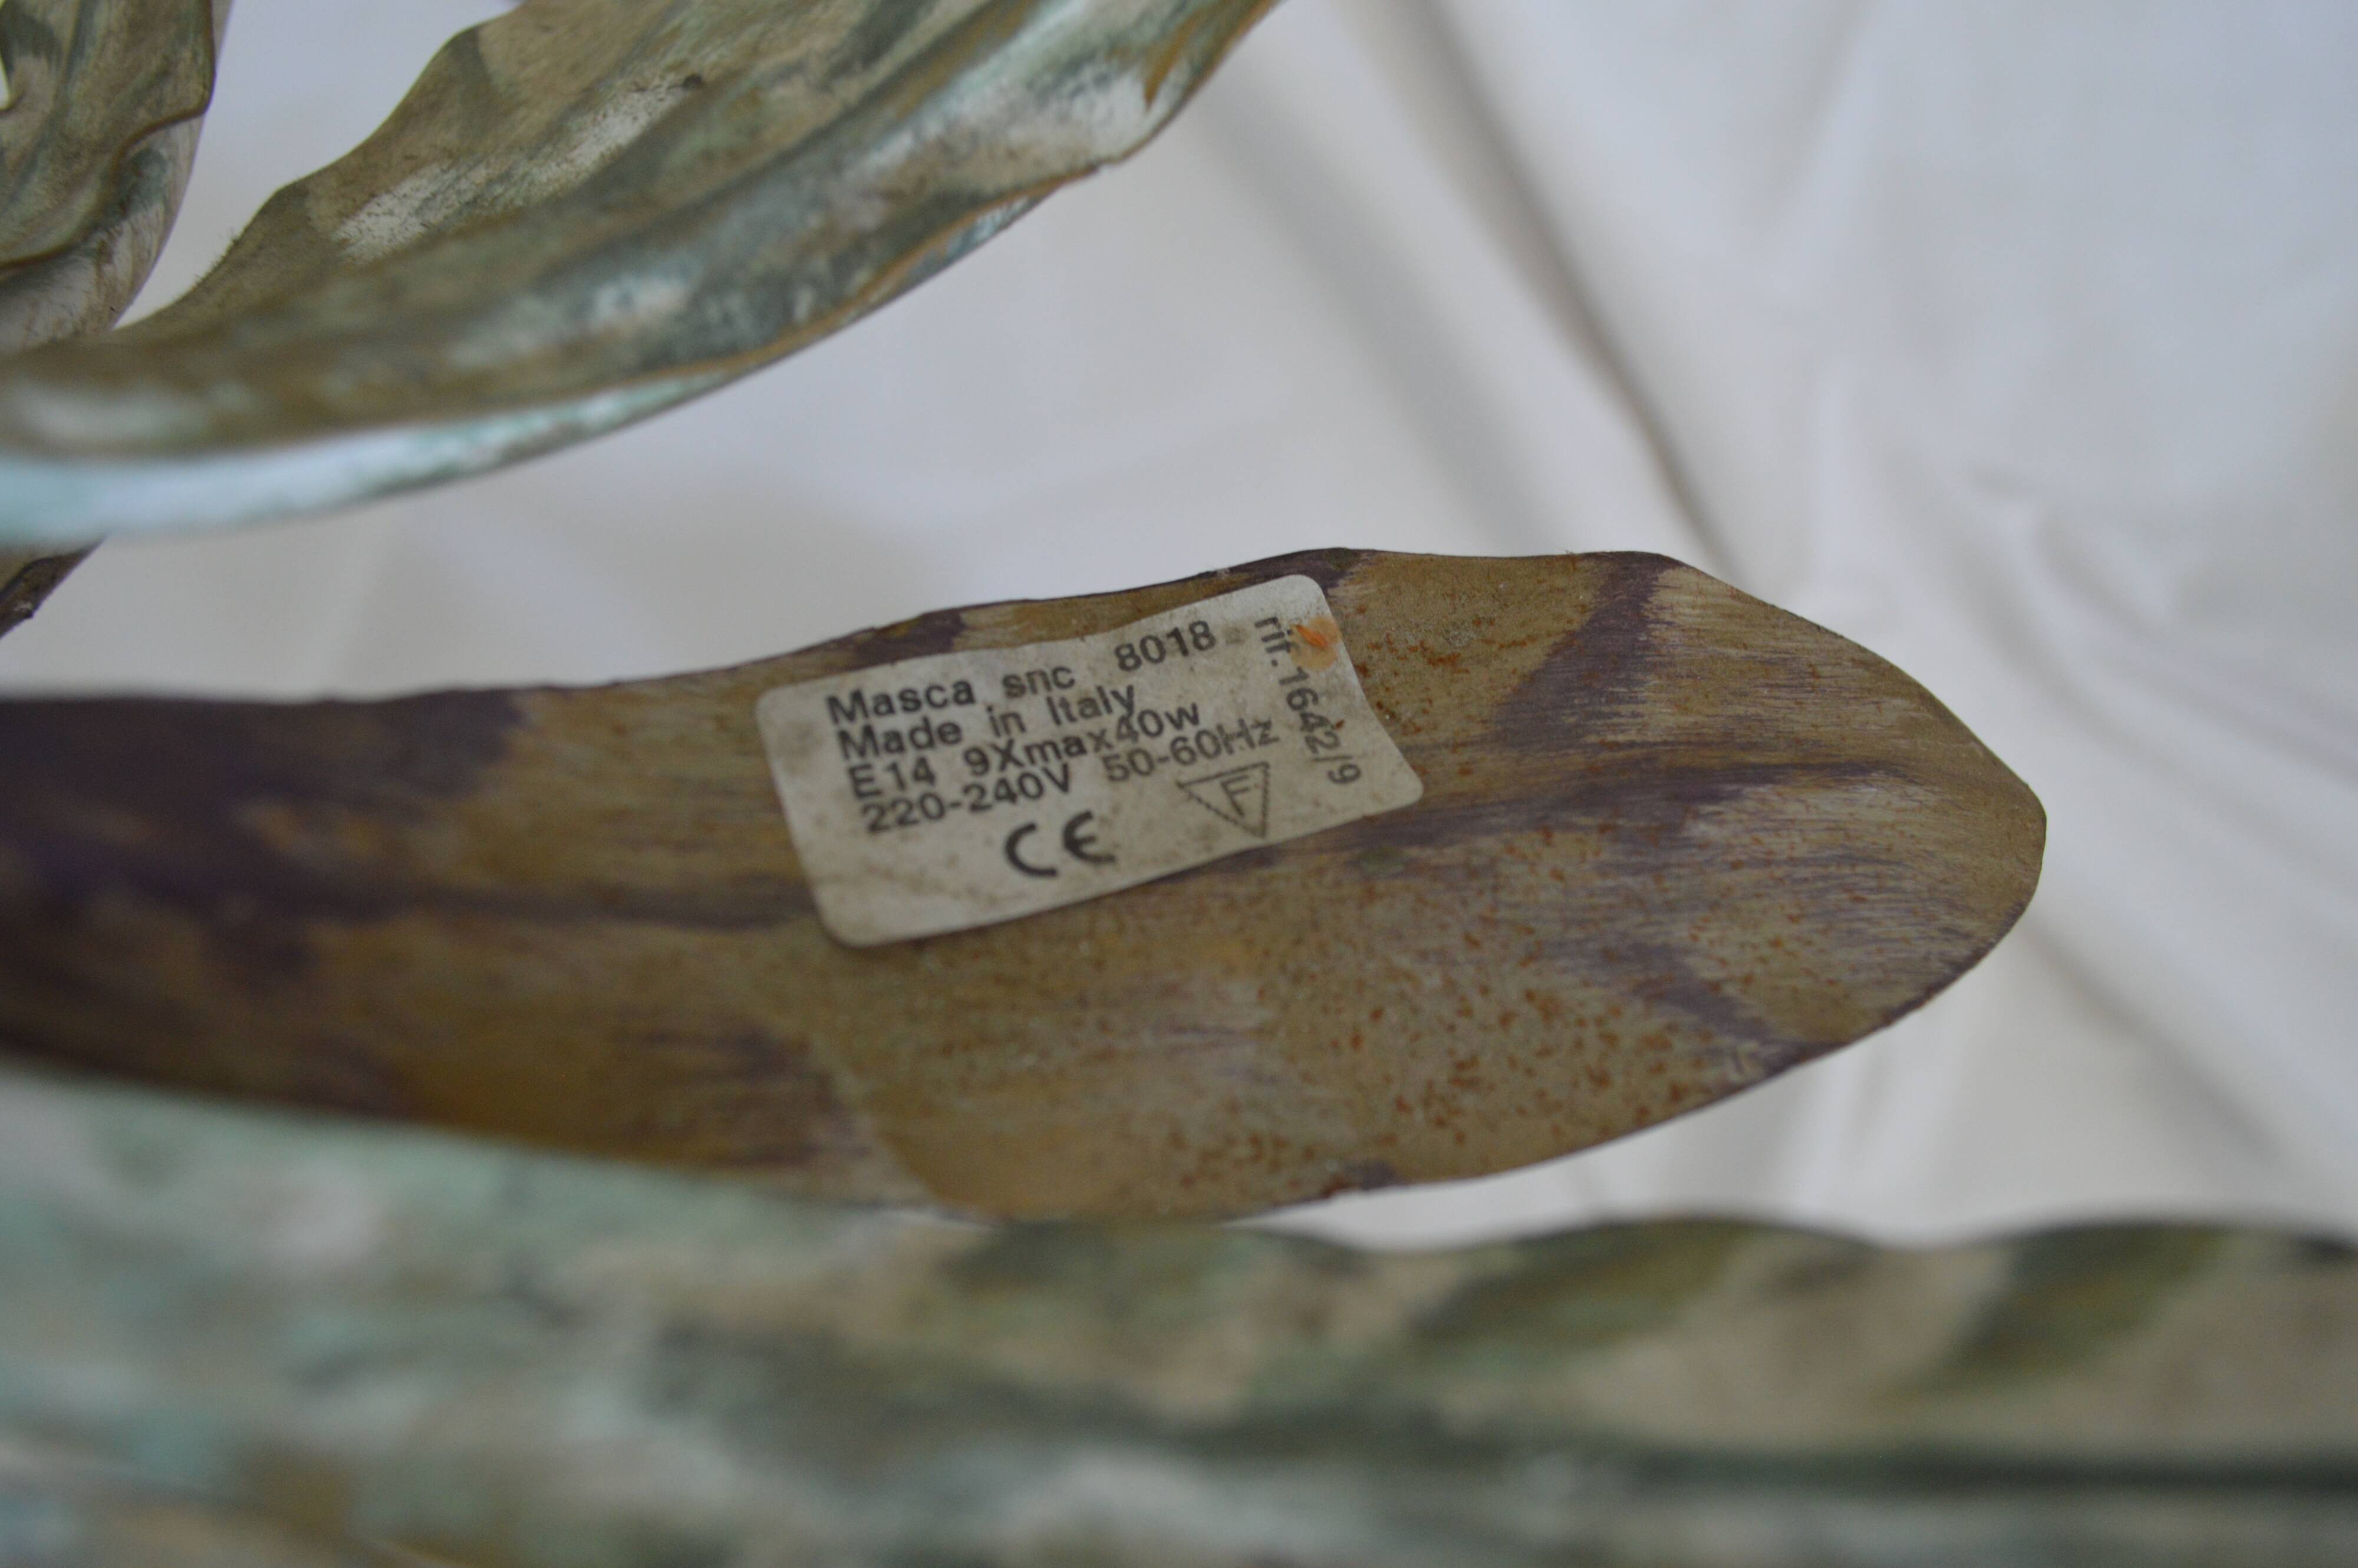 Masca snc 8018
Made in Italy
E14 9Xmax40w
220-240V 50-60Hz
CE F
rif.1642/9